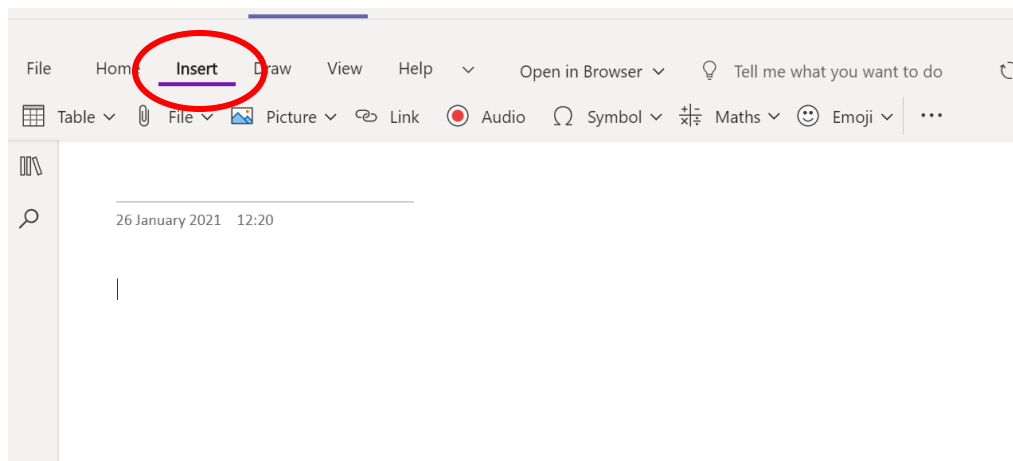 File Home Insert Draw View Help Open in Browser Tell me what you want to do
Table File Picture Link Audio Symbol Maths Emoji ...
26 January 2021 12:20